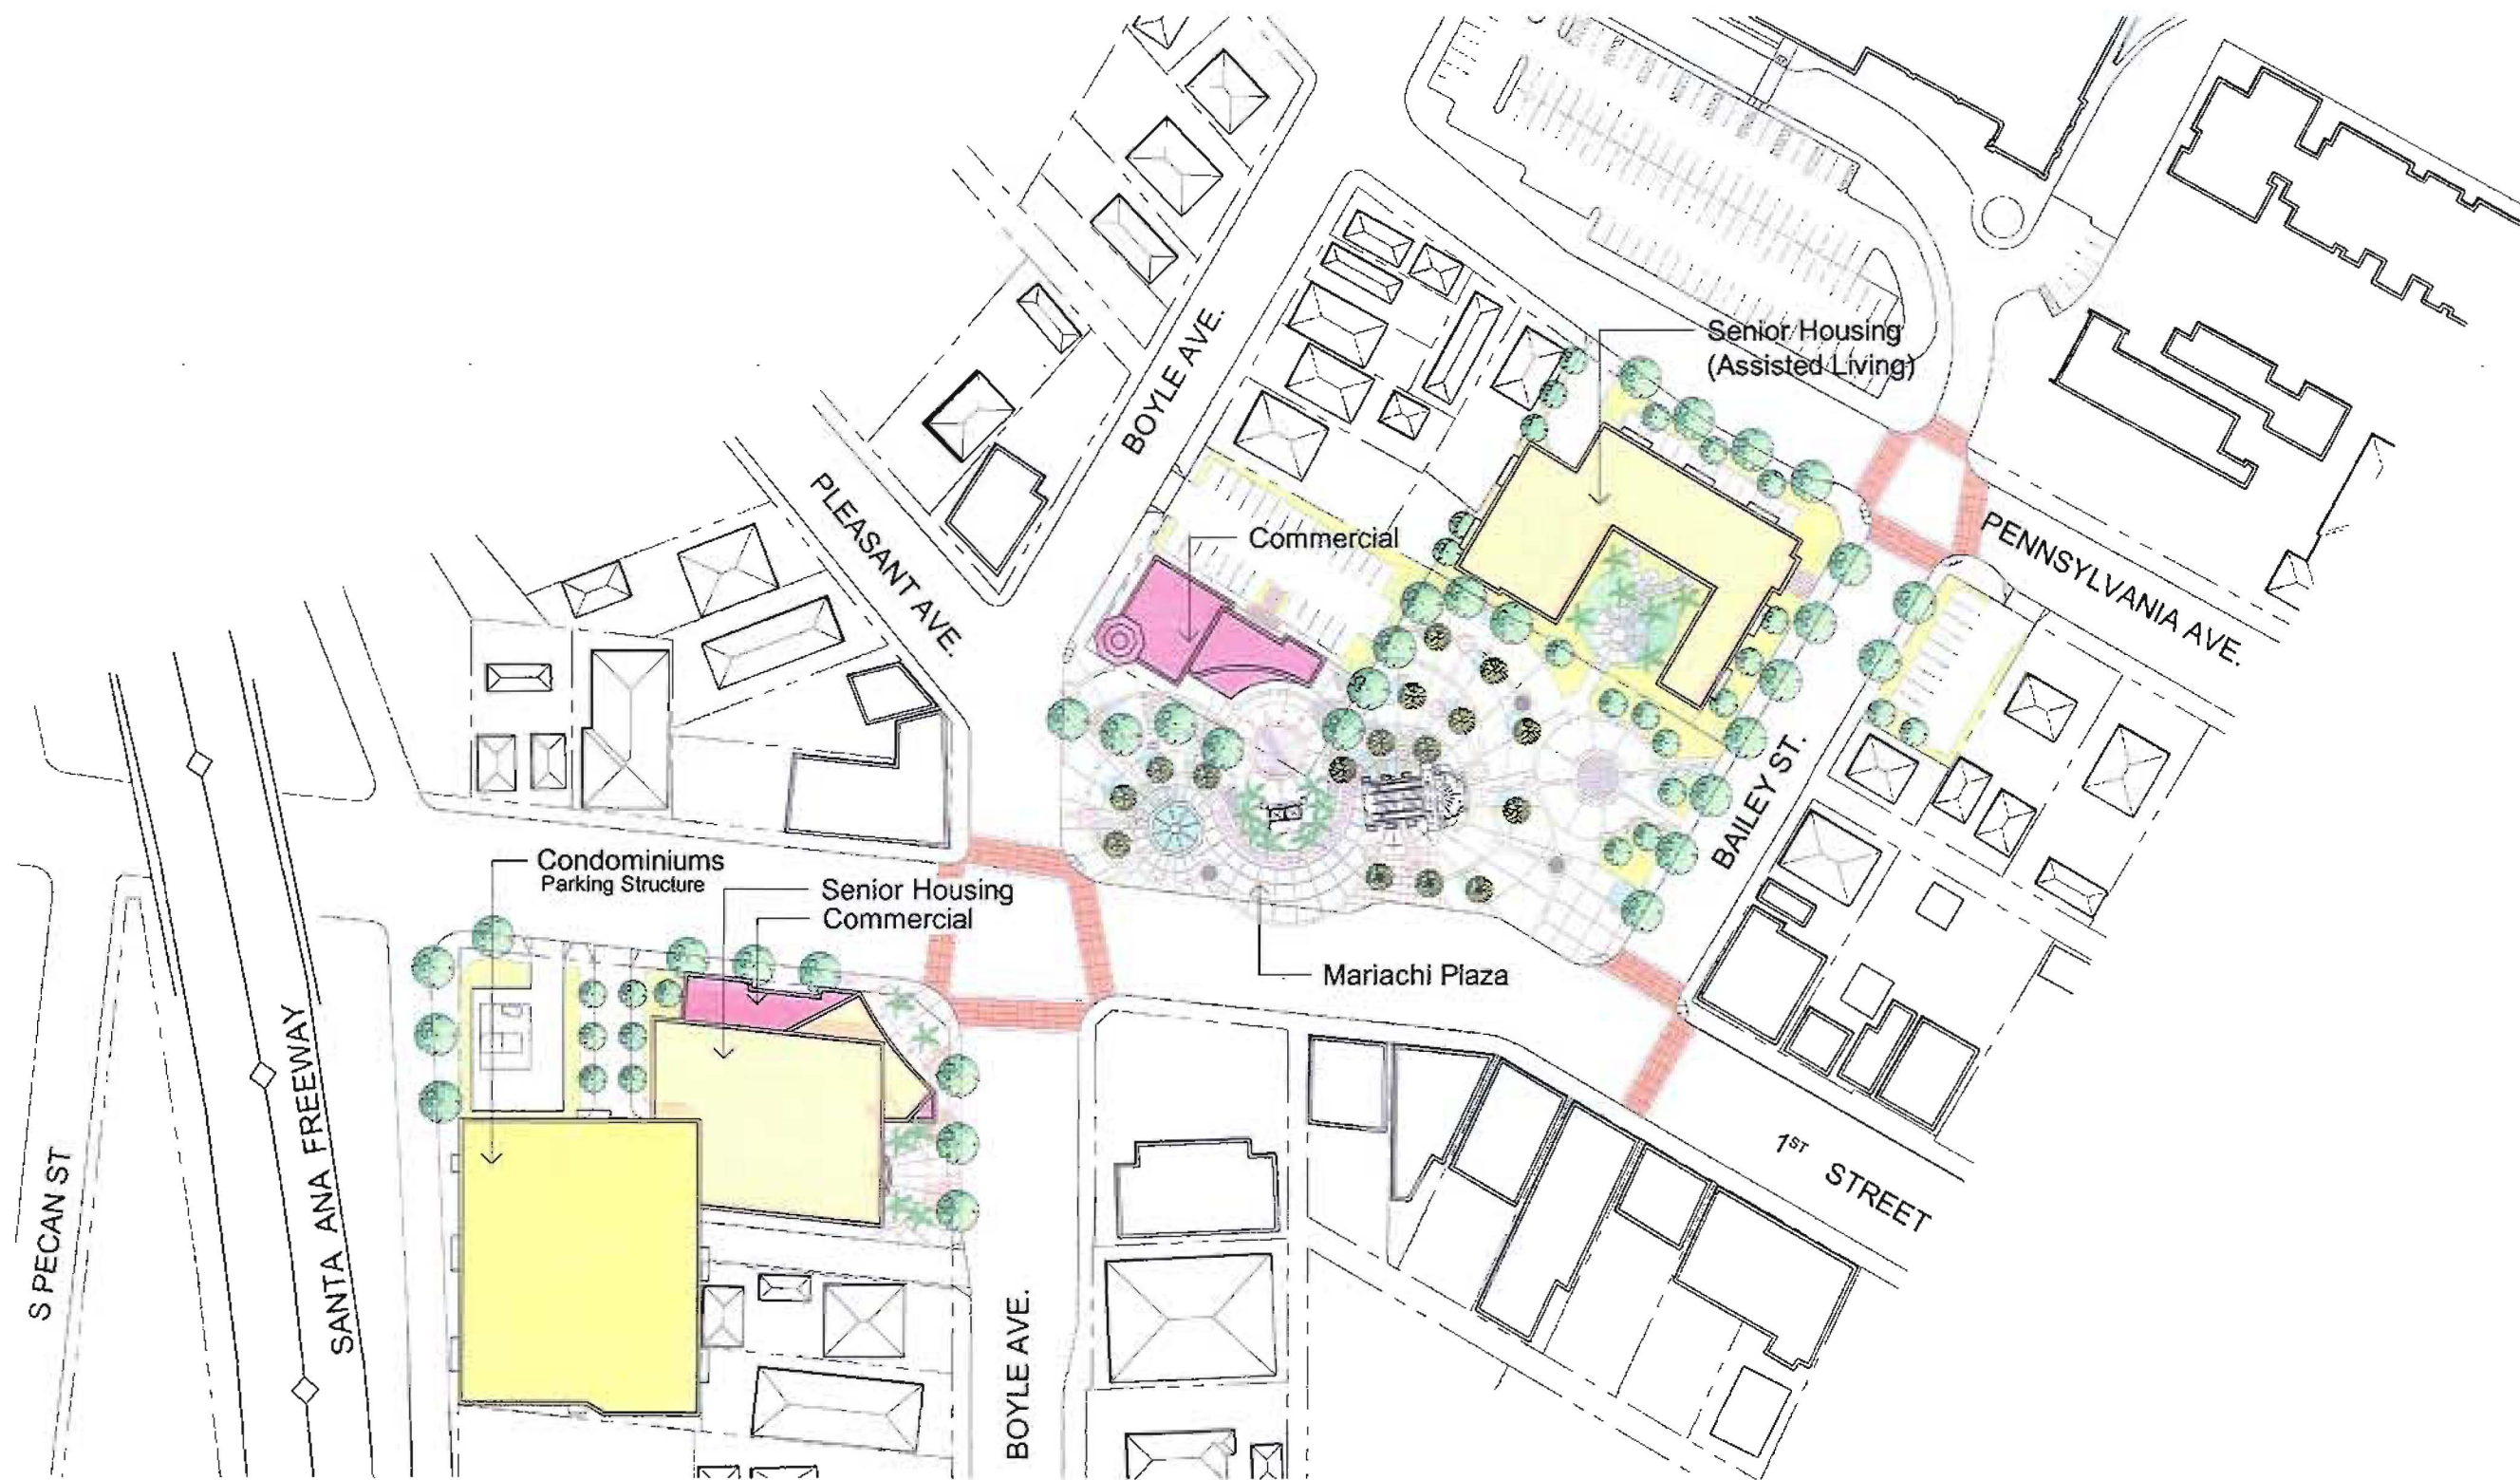 Senior Housing
(Assisted Living)
BOYLE AVE.
PLEASANT AVE.
Commercial
PENNSYLVANIA AVE.
BAILEY ST.
Condominiums
Parking Structure
Senior Housing
Commercial
Mariachi Plaza
S PECAN ST
SANTA ANA FREEWAY
BOYLE AVE.
1ST STREET